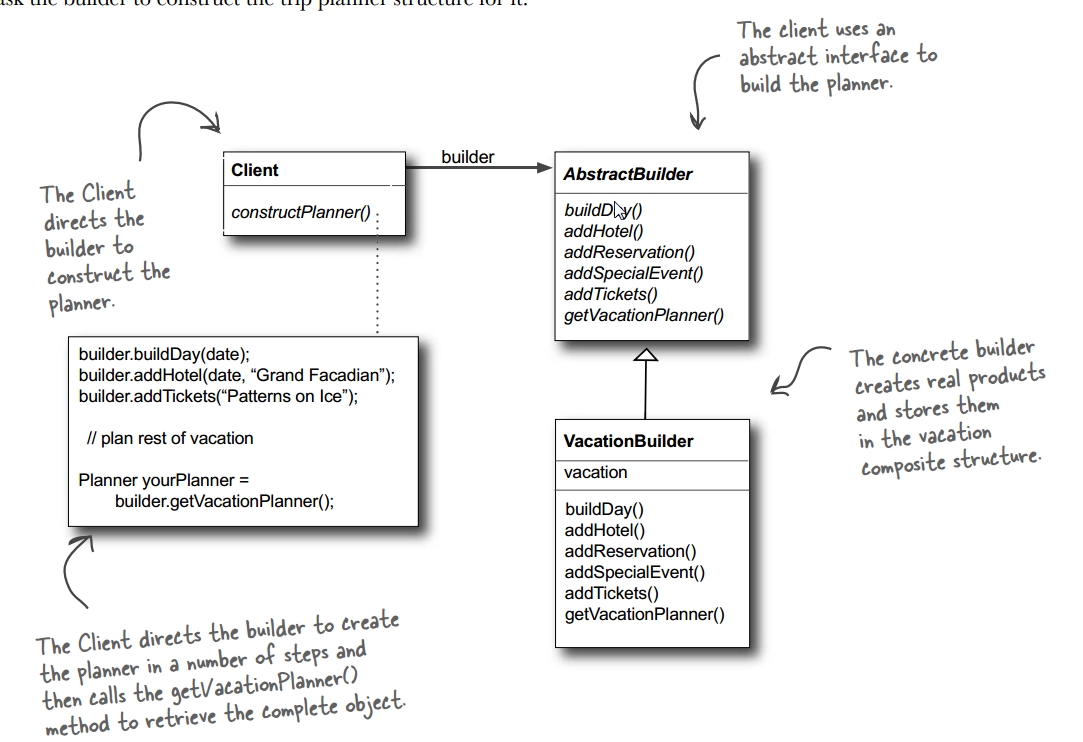 ask the builder to construct the trip planner structure for it.
The client uses an
abstract interface to
build the planner.
builder
Client
constructPlanner()
AbstractBuilder
buildDay()
addHotel()
addReservation()
addSpecialEvent()
addTickets()
getVacationPlanner()
The Client
directs the
builder to
construct the
planner.
builder.buildDay(date);
builder.addHotel(date, “Grand Facadian”);
builder.addTickets(“Patterns on Ice”);
// plan rest of vacation
Planner yourPlanner =
builder.getVacationPlanner();
The concrete builder
creates real products
and stores them
in the vacation
composite structure.
VacationBuilder
vacation
buildDay()
addHotel()
addReservation()
addSpecialEvent()
addTickets()
getVacationPlanner()
The Client directs the builder to create
the planner in a number of steps and
then calls the getVacationPlanner()
method to retrieve the complete object.